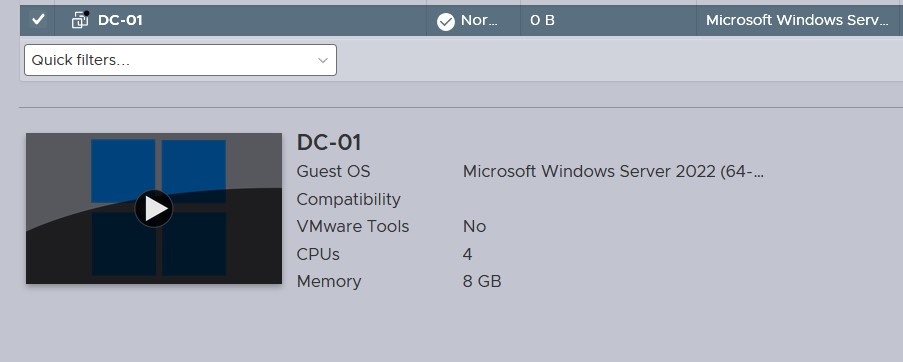 DC-01 Nor... 0 B Microsoft Windows Serv...
Quick filters...
DC-01
Guest OS Microsoft Windows Server 2022 (64-...
Compatibility
VMware Tools No
CPUs 4
Memory 8 GB